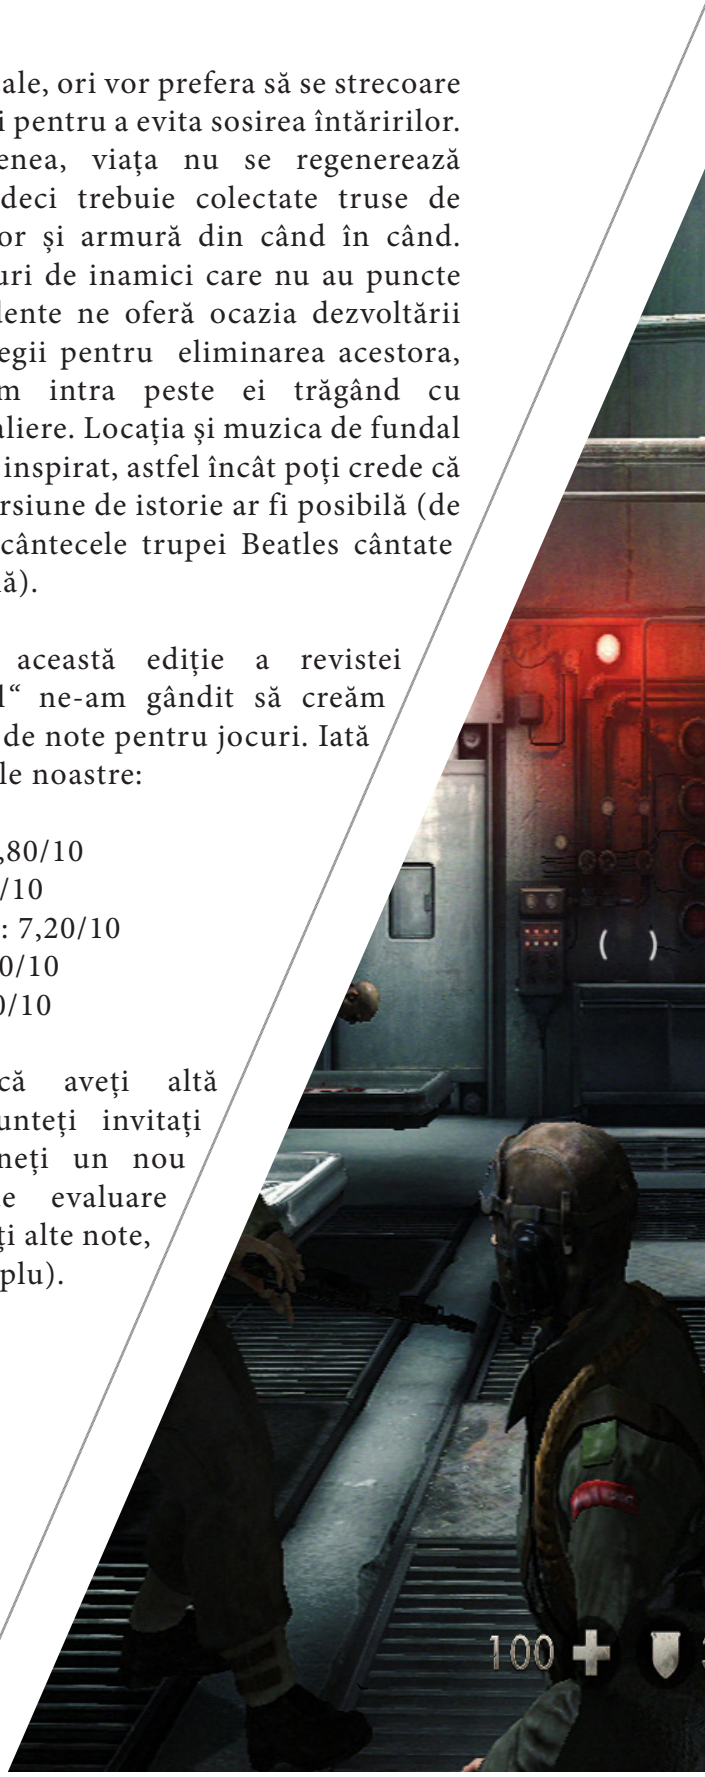 ale, ori vor prefera să se strecoare
i pentru a evita sosirea întăririlor.
enea, viața nu se regenerează
deci trebuie colectate truse de
or și armură din când în când.
uri de inamici care nu au puncte
dente ne oferă ocazia dezvoltării
egii pentru eliminarea acestora,
m intra peste ei trăgând cu
aliere. Locația și muzica de fundal
inspirat, astfel încât poți crede că
rsiune de istorie ar fi posibilă (de
cântecele trupei Beatles cântate
ă).
această ediție a revistei
l“ ne-am gândit să creăm
de note pentru jocuri. Iată
le noastre:
,80/10
/10
: 7,20/10
0/10
0/10
că aveți altă
unteți invitați
neți un nou
e evaluare
ți alte note,
plu).
100